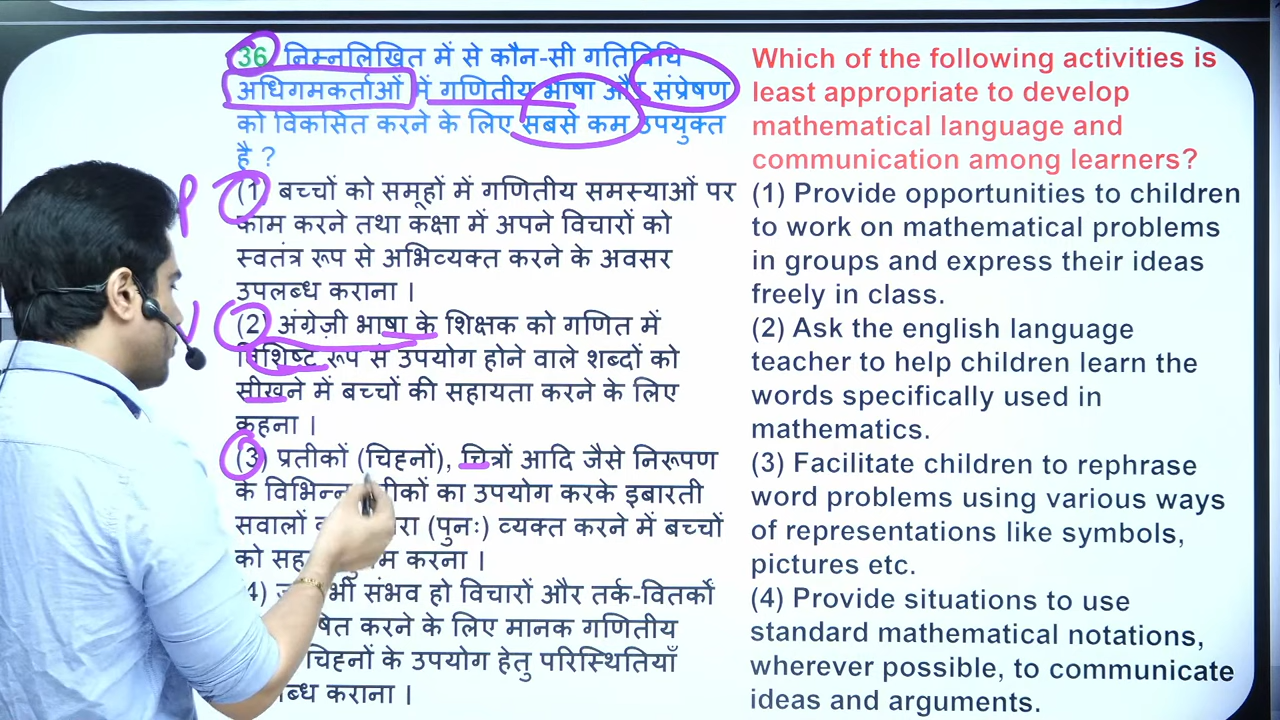 36 निम्नलिखित में से कौन-सी गतिविधि
अधिगमकर्ताओं में गणितीय भाषा और संप्रेषण
को विकसित करने के लिए सबसे कम उपयुक्त
है ?
(1) बच्चों को समूहों में गणितीय समस्याओं पर
काम करने तथा कक्षा में अपने विचारों को
स्वतंत्र रूप से अभिव्यक्त करने के अवसर
उपलब्ध कराना ।
(2) अंग्रेजी भाषा के शिक्षक को गणित में
विशिष्ट रूप से उपयोग होने वाले शब्दों को
सीखने में बच्चों की सहायता करने के लिए
कहना ।
(3) प्रतीकों (चिह्नों), चित्रों आदि जैसे निरूपण
के विभिन्न का उपयोग करके इबारती
सवालों (पुनः) व्यक्त करने में बच्चों
को करना ।
भी संभव हो विचारों और तर्क-वितर्कों
करने के लिए मानक गणितीय
चिह्नों के उपयोग हेतु परिस्थितियाँ
कराना ।
Which of the following activities is
least appropriate to develop
mathematical language and
communication among learners?
(1) Provide opportunities to children
to work on mathematical problems
in groups and express their ideas
freely in class.
(2) Ask the english language
teacher to help children learn the
words specifically used in
mathematics.
(3) Facilitate children to rephrase
word problems using various ways
of representations like symbols,
pictures etc.
(4) Provide situations to use
standard mathematical notations,
wherever possible, to communicate
ideas and arguments.